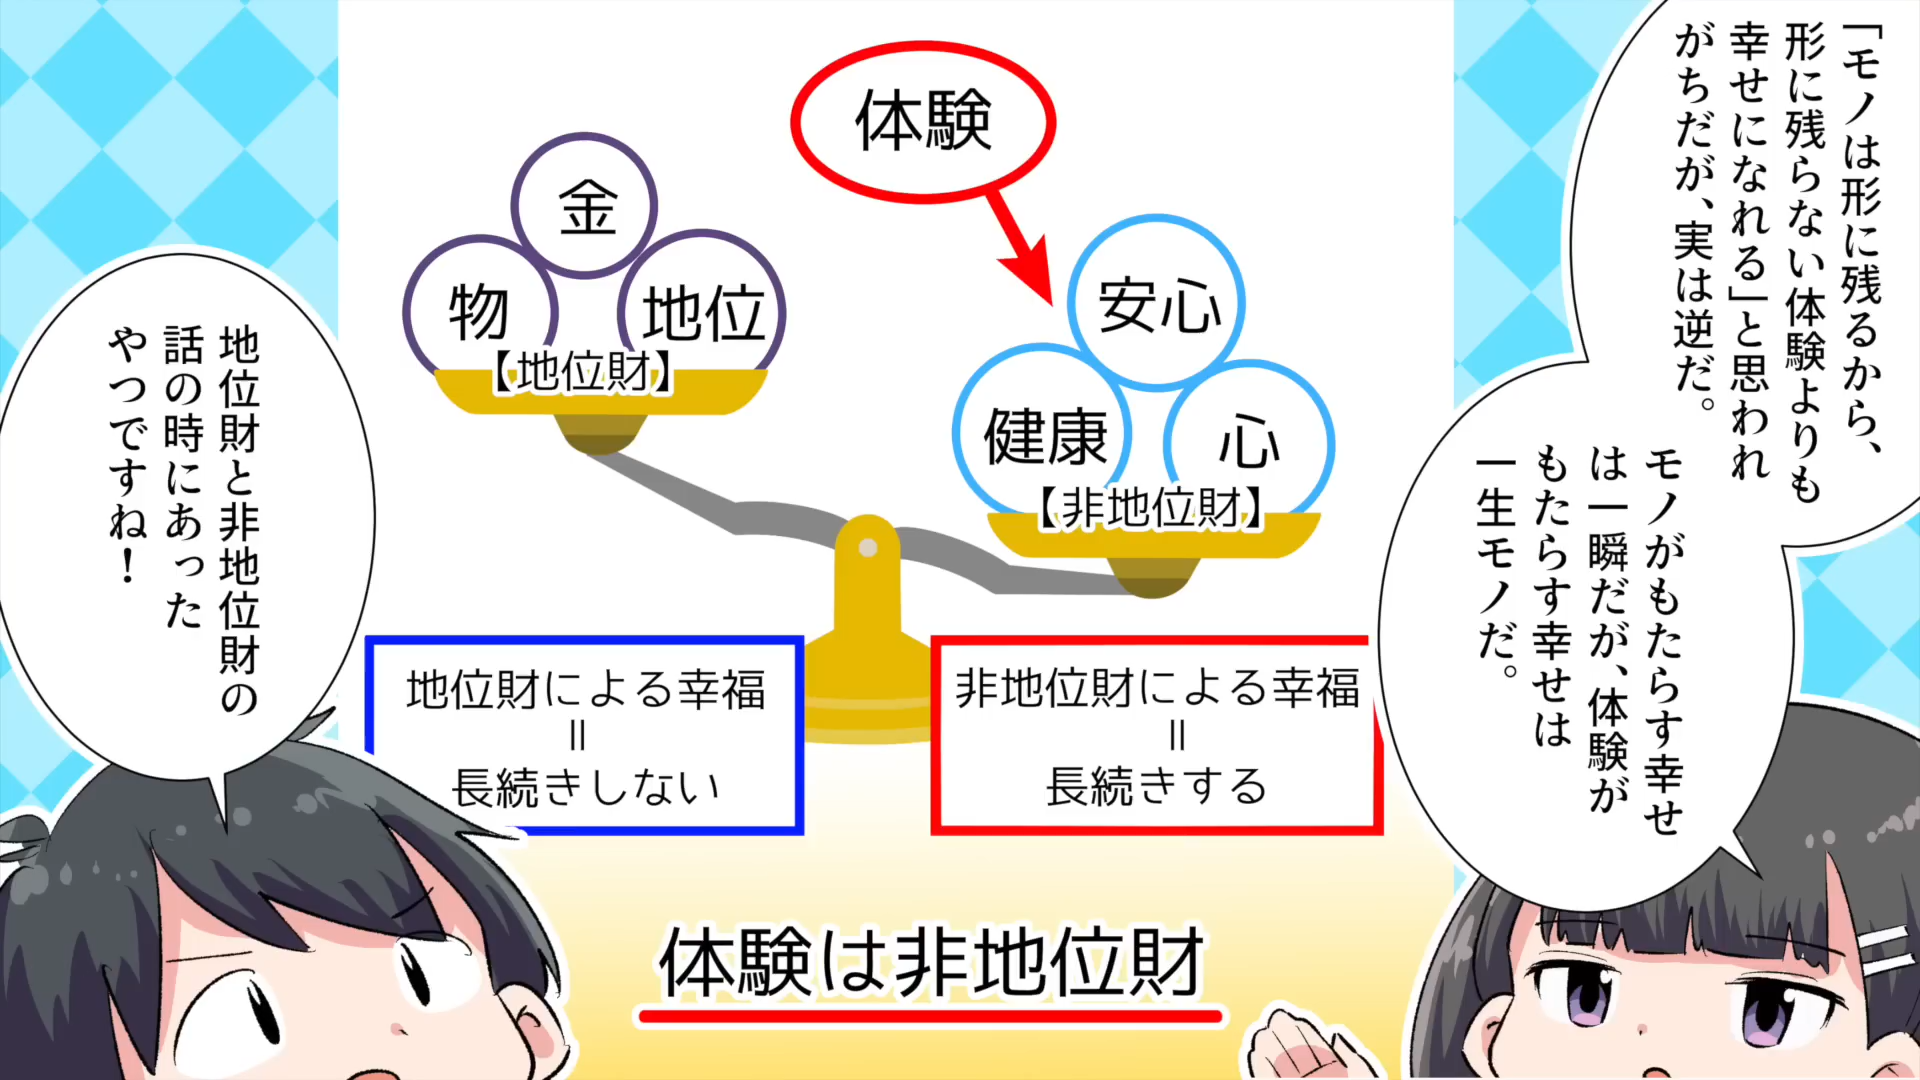 「モノは形に残るから、
形に残らない体験よりも
幸せになれる」と思われ
がちだが、実は逆だ。
モノがもたらす幸せ
は一瞬だが、体験が
もたらす幸せは
一生モノだ。
体験
金
物
地位
【地位財】
安心
健康
心
【非地位財】
地位財と非地位財の
話の時にあった
やつですね！
地位財による幸福
＝
長続きしない
非地位財による幸福
＝
長続きする
体験は非地位財